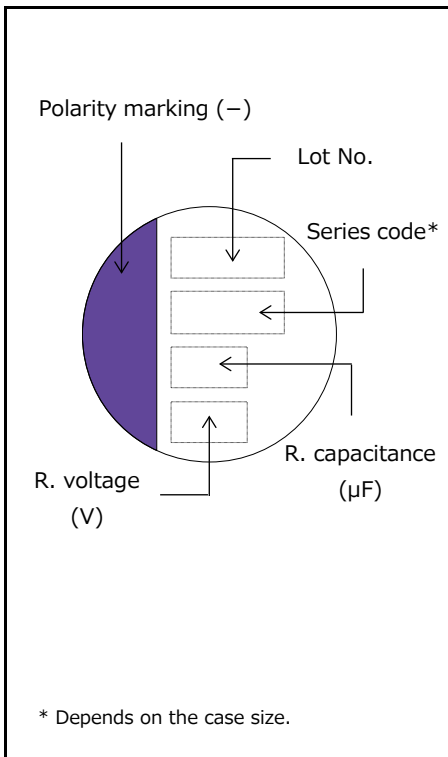 Polarity marking (−)
Lot No.
Series code*
R. capacitance
(μF)
R. voltage
(V)
* Depends on the case size.